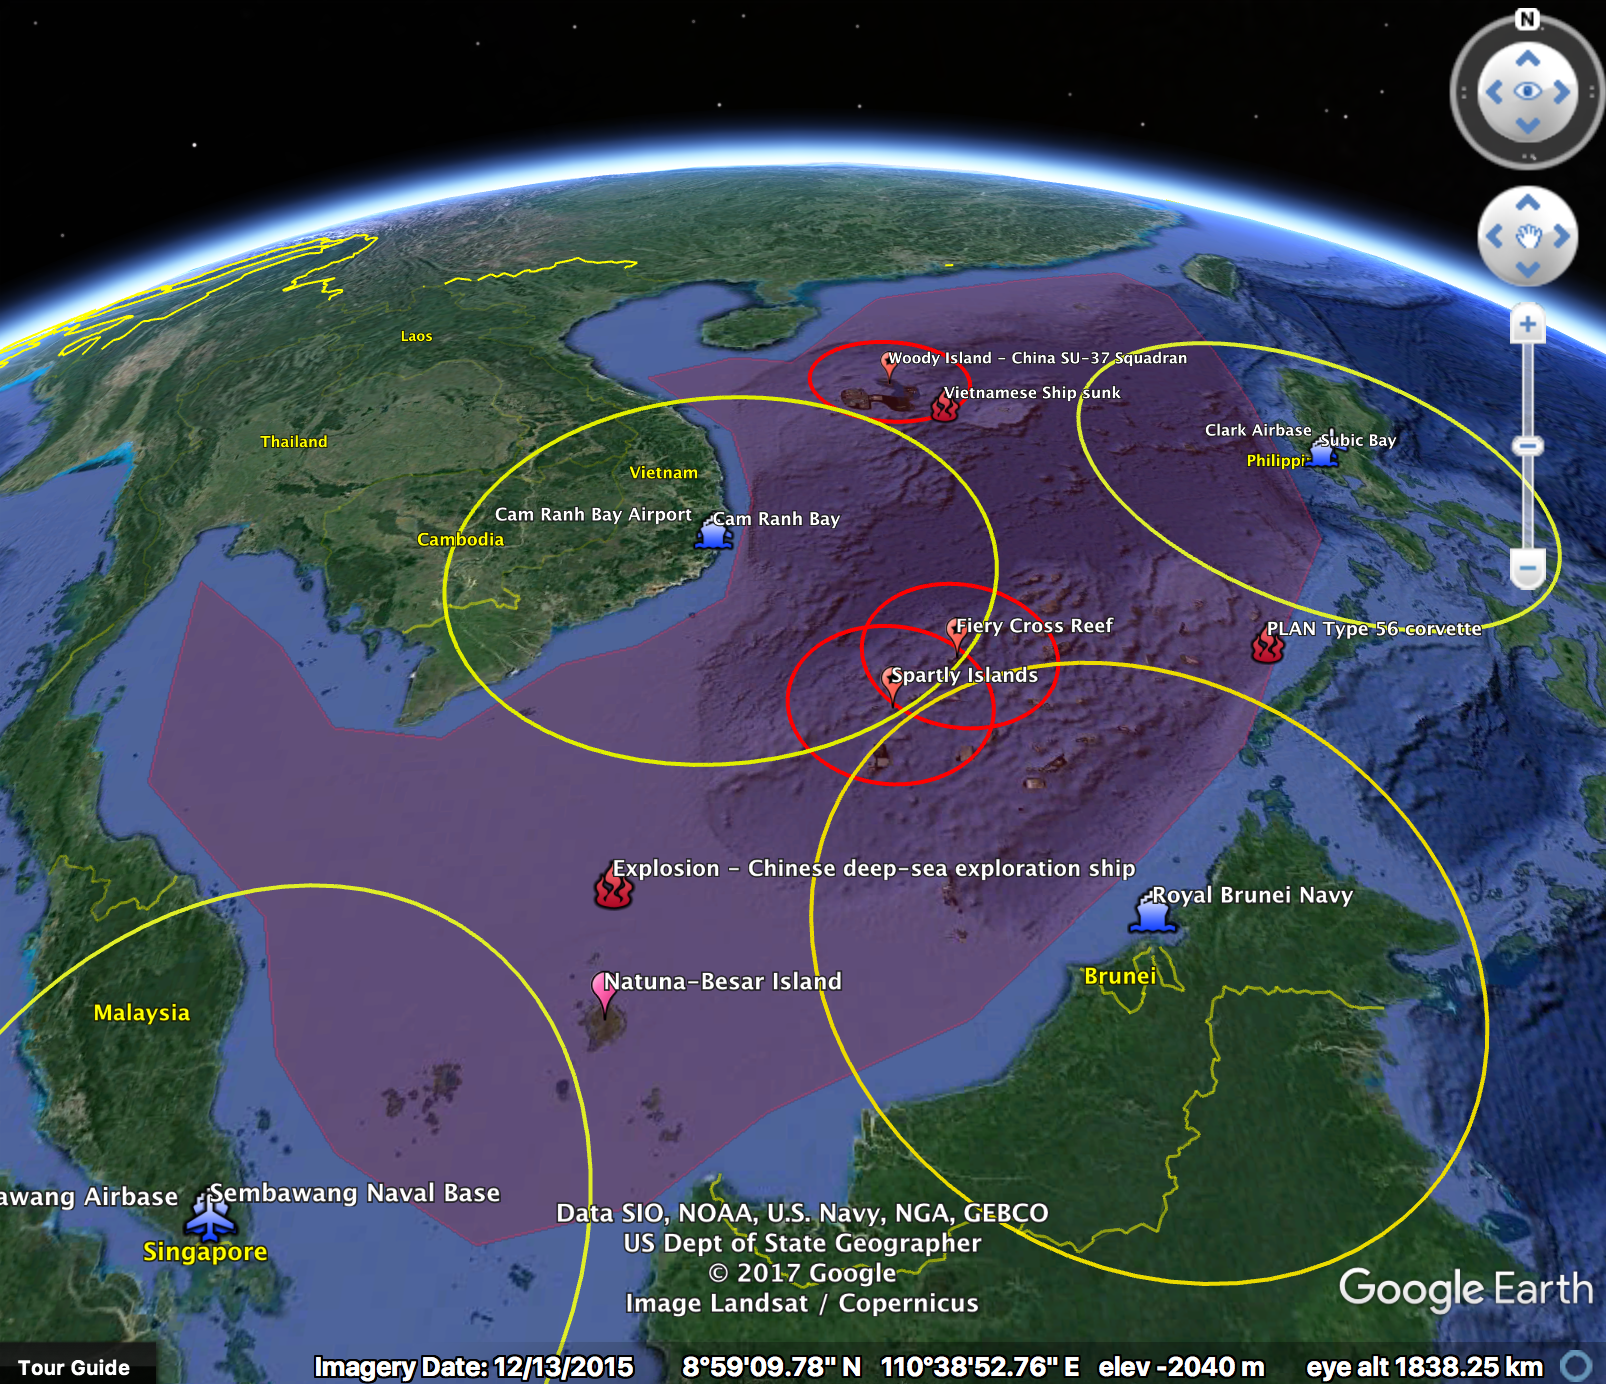 N
Laos
Woody Island - China SU-37 Squadran
Vietnamese Ship sunk
Thailand
Clark Airbase
Subic Bay
Philippi
Vietnam
Cam Ranh Bay Airport
Cam Ranh Bay
Cambodia
Fiery Cross Reef
PLAN Type 56 corvette
Spartly Islands
Explosion - Chinese deep-sea exploration ship
Royal Brunei Navy
Brunei
Natuna-Besar Island
Malaysia
awang Airbase
Sembawang Naval Base
Singapore
Data SIO, NOAA, U.S. Navy, NGA, GEBCO
US Dept of State Geographer
© 2017 Google
Image Landsat / Copernicus
Google Earth
Tour Guide
Imagery Date: 12/13/2015 8°59'09.78" N 110°38'52.76" E elev -2040 m eye alt 1838.25 km